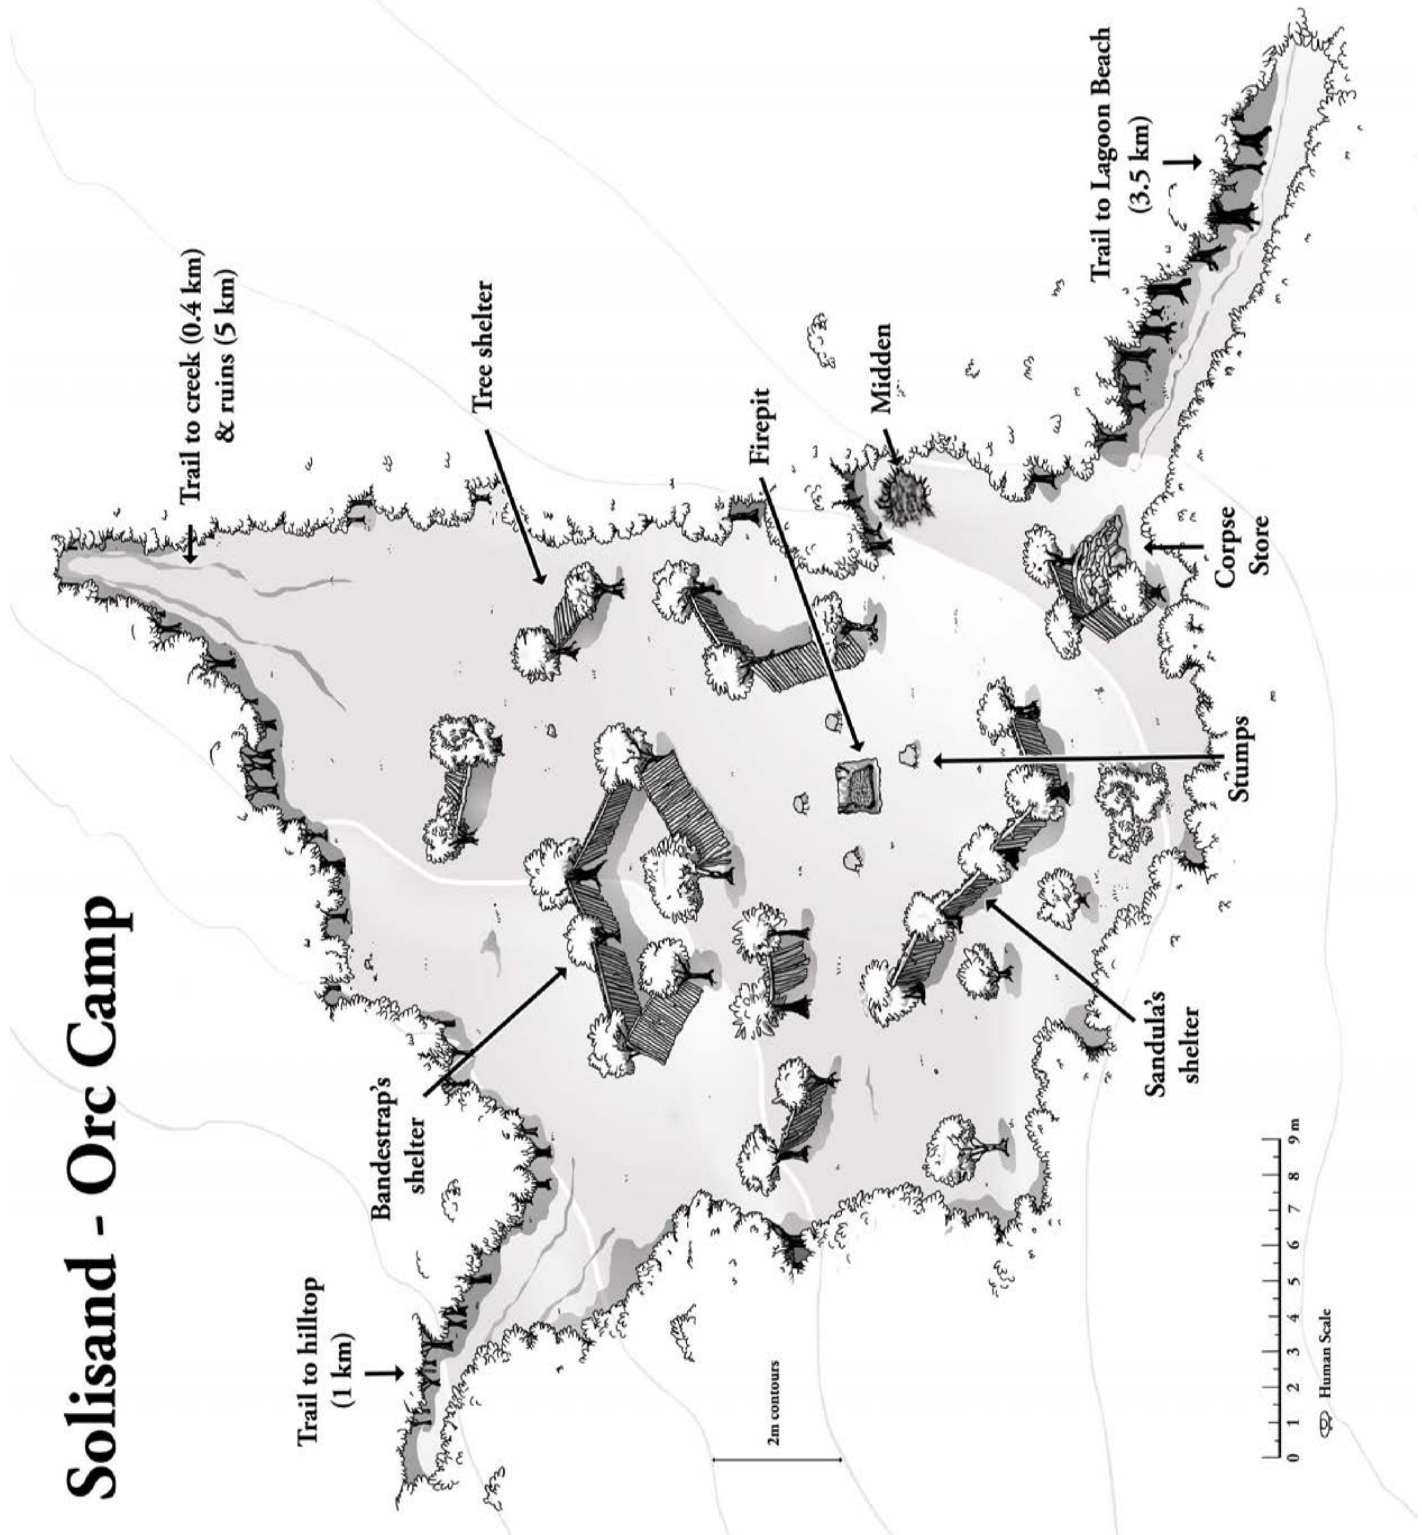 Solisand - Orc Camp
Trail to hilltop
(1 km)
Bandestrap's
shelter
Trail to creek (0.4 km)
& ruins (5 km)
Tree shelter
Firepit
Midden
Trail to Lagoon Beach
(3.5 km)
Corpse
Store
Stumps
Sandula's
shelter
2m contours
0 1 2 3 4 5 6 7 8 9 m
Human Scale